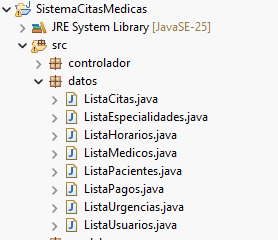 SistemaCitasMedicas
JRE System Library [JavaSE-25]
src
controlador
datos
ListaCitas.java
ListaEspecialidades.java
ListaHorarios.java
ListaMedicos.java
ListaPacientes.java
ListaPagos.java
ListaUrgencias.java
ListaUsuarios.java